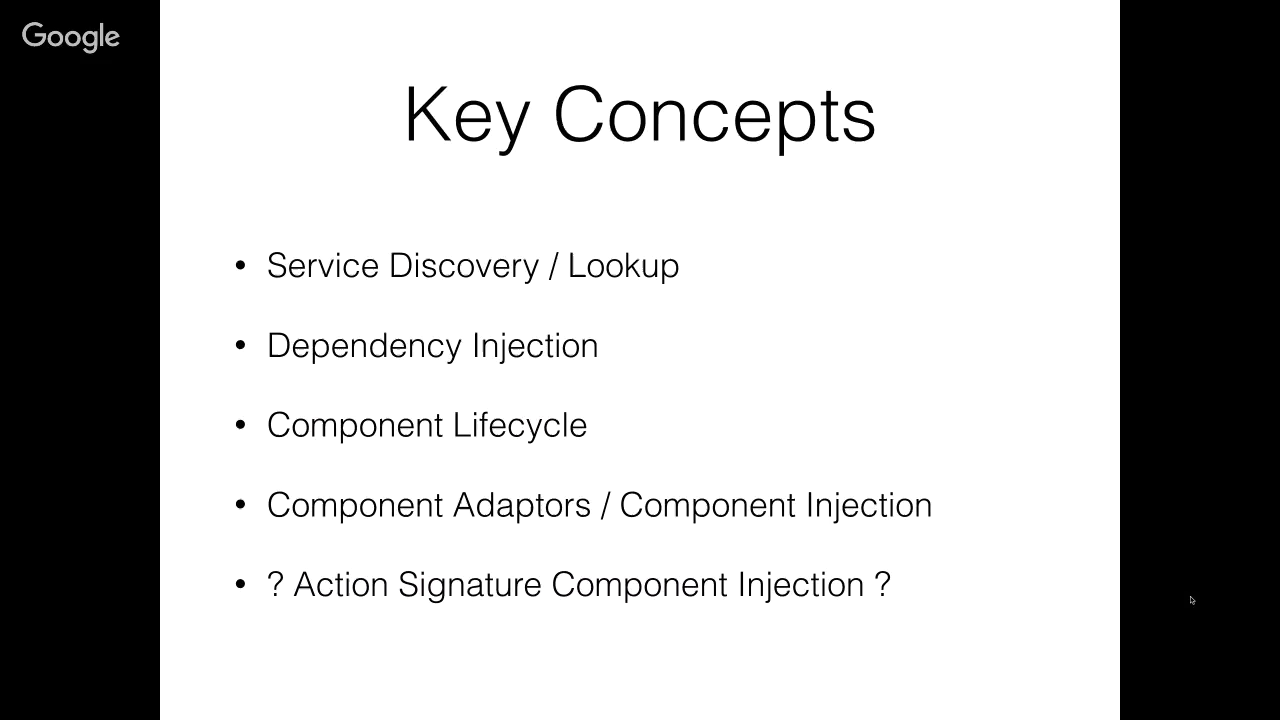 Google
Key Concepts
• Service Discovery / Lookup
• Dependency Injection
• Component Lifecycle
• Component Adaptors / Component Injection
• ? Action Signature Component Injection ?